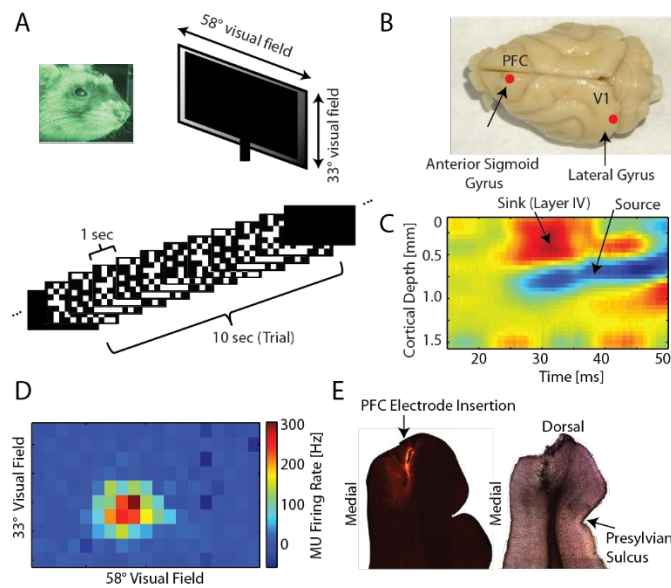 A
58° visual field
33° visual field
1 sec
...
10 sec (Trial)
...
B
PFC
V1
Anterior Sigmoid
Gyrus
Lateral Gyrus
C
Sink (Layer IV)
Source
Cortical Depth [mm]
0
0.5
1.0
1.5
20
30
40
50
Time [ms]
D
33° Visual Field
58° Visual Field
300
200
100
0
MU Firing Rate [Hz]
E
PFC Electrode Insertion
Medial
Dorsal
Medial
Presylvian
Sulcus